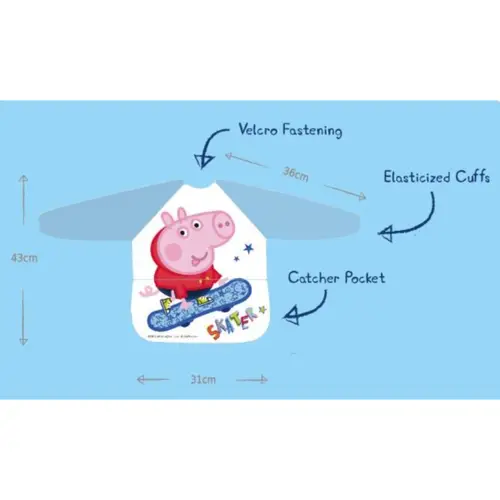 Velcro Fastening
36cm
Elasticized Cuffs
43cm
Catcher Pocket
SKATER
31cm